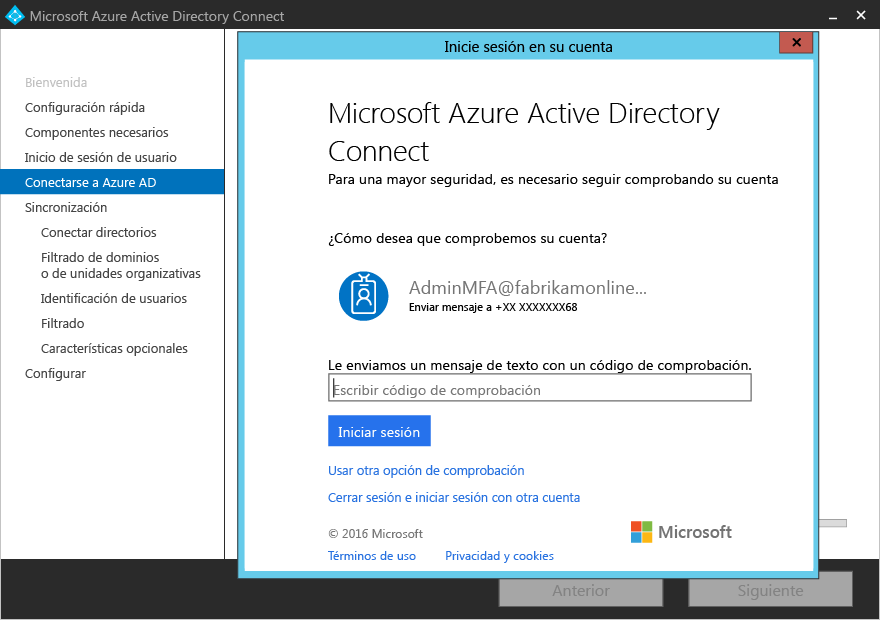 Microsoft Azure Active Directory Connect
Bienvenida
Configuración rápida
Componentes necesarios
Inicio de sesión de usuario
Conectarse a Azure AD
Sincronización
Conectar directorios
Filtrado de dominios
o de unidades organizativas
Identificación de usuarios
Filtrado
Características opcionales
Configurar
Inicie sesión en su cuenta
Microsoft Azure Active Directory
Connect
Para una mayor seguridad, es necesario seguir comprobando su cuenta
¿Cómo desea que comprobemos su cuenta?
AdminMFA@fabrikamonline...
Enviar mensaje a +XX XXXXXXX68
Le enviamos un mensaje de texto con un código de comprobación.
Escribir código de comprobación
Iniciar sesión
Usar otra opción de comprobación
Cerrar sesión e iniciar sesión con otra cuenta
© 2016 Microsoft
Microsoft
Términos de uso Privacidad y cookies
Anterior Siguiente